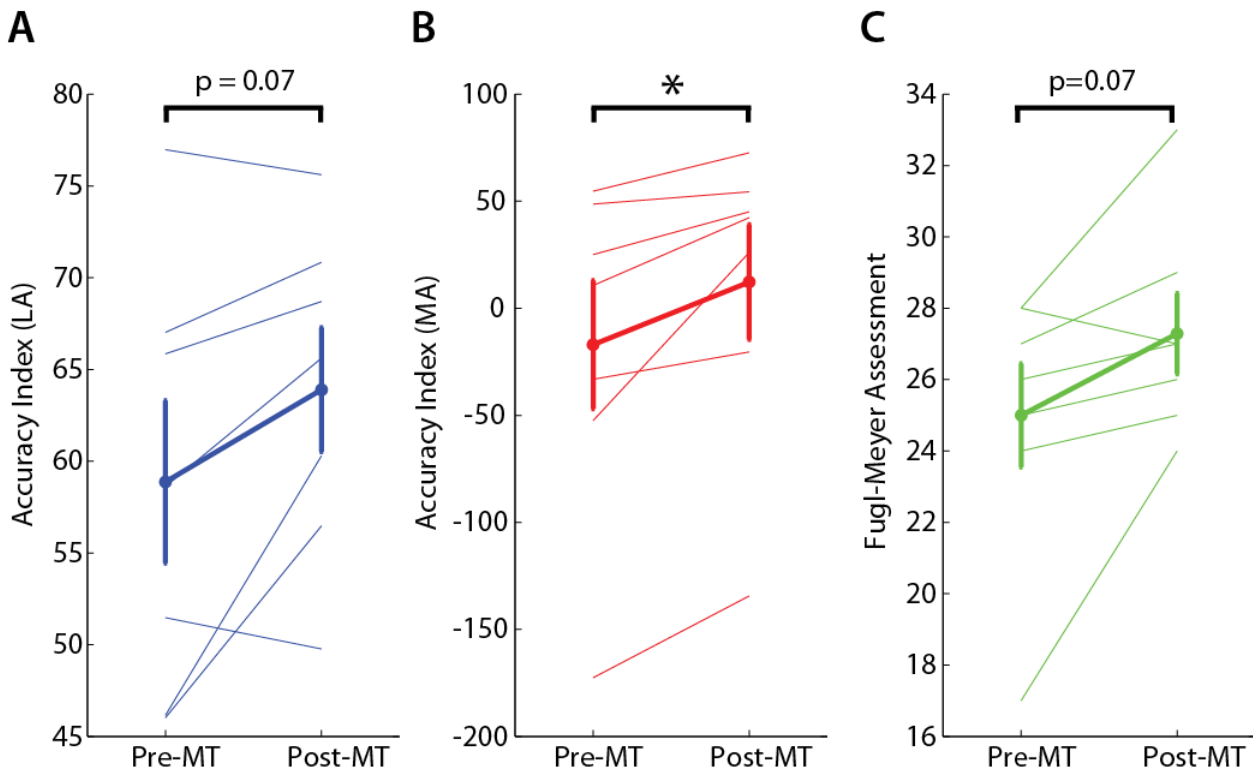 A
p = 0.07
Accuracy Index (LA)
80
75
70
65
60
55
50
45
Pre-MT Post-MT
B
*
Accuracy Index (MA)
100
50
0
-50
-100
-150
-200
Pre-MT Post-MT
C
p=0.07
Fugl-Meyer Assessment
34
32
30
28
26
24
22
20
18
16
Pre-MT Post-MT